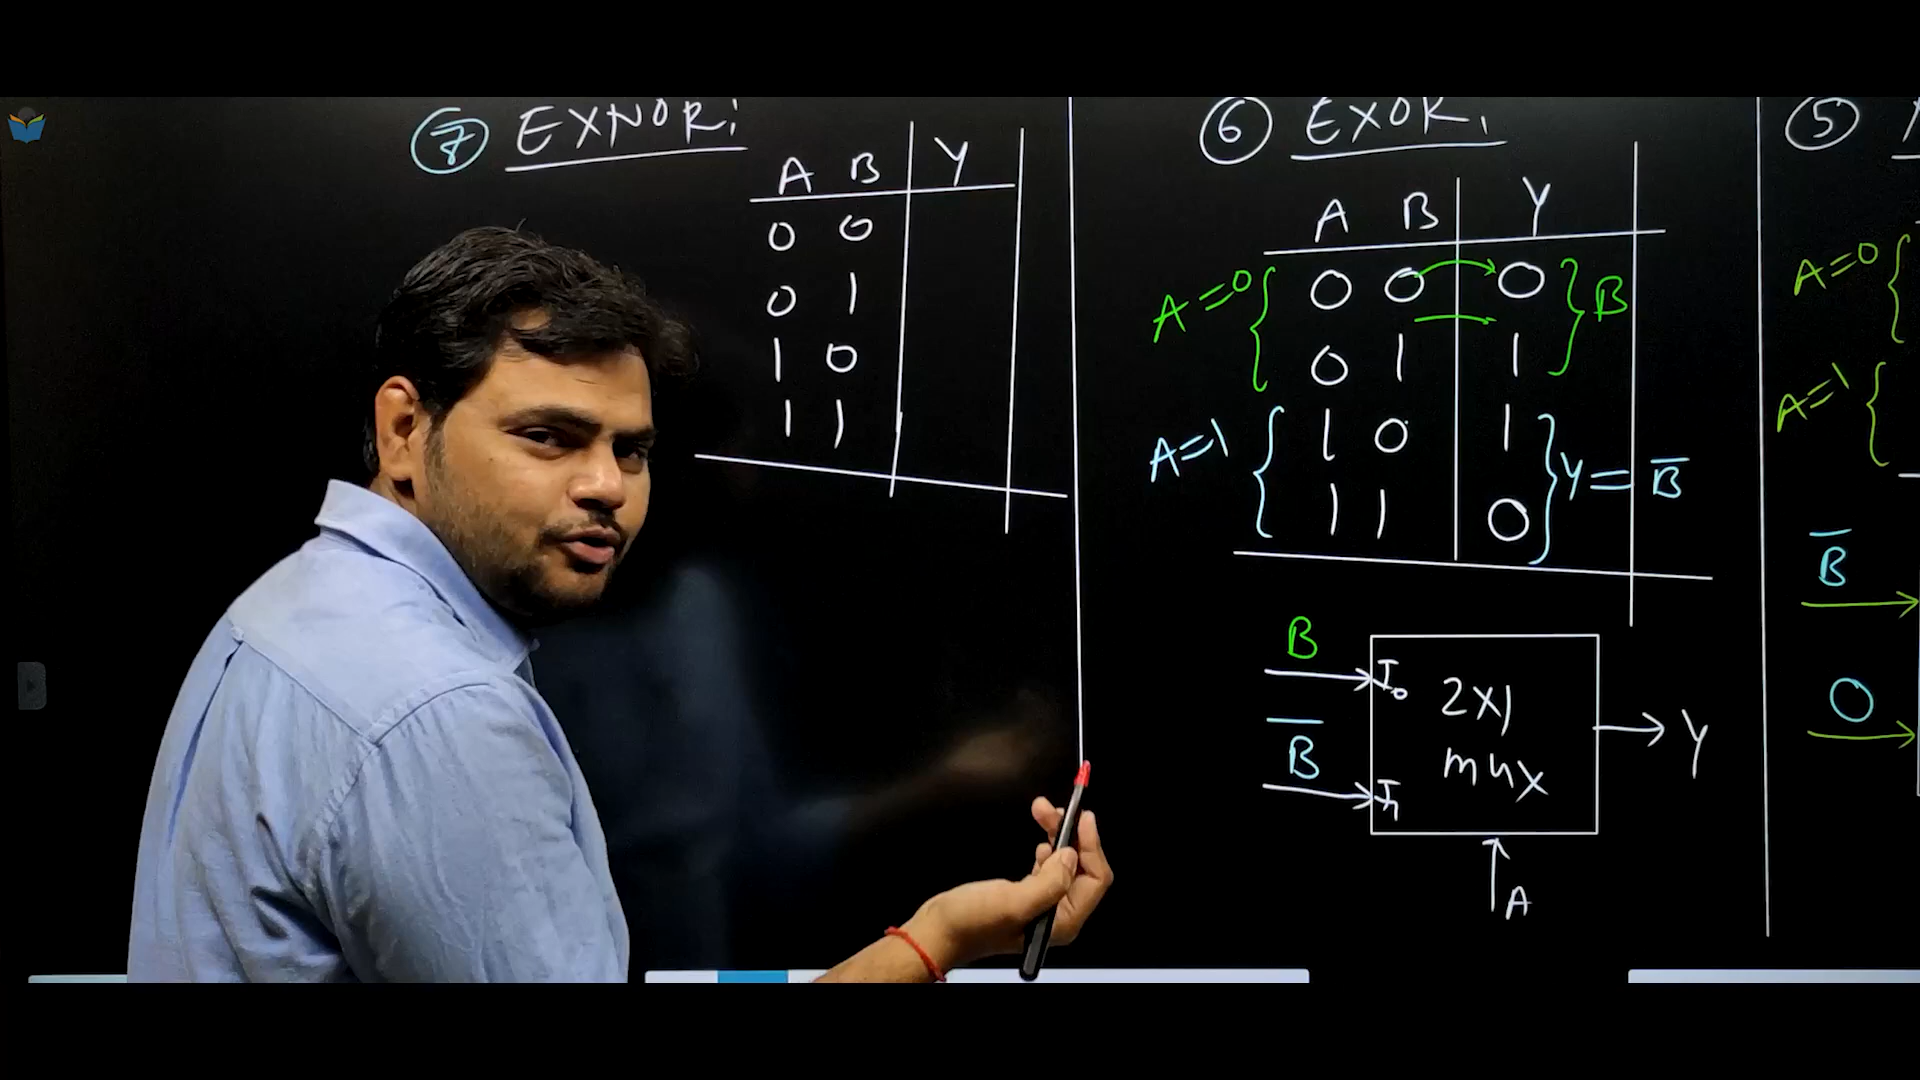 7 EXNOR:
A B Y
0 0
0 1
1 0
1 1
6 EXOR:
A B Y
A=0 { 0 0 0 } B
0 1 1
A=1 { 1 0 1 } Y = B̅
1 1 0
B
I₀
2x1
mux
Y
B̅
I₁
A
5
A=0 {
A=1 {
B̅
0